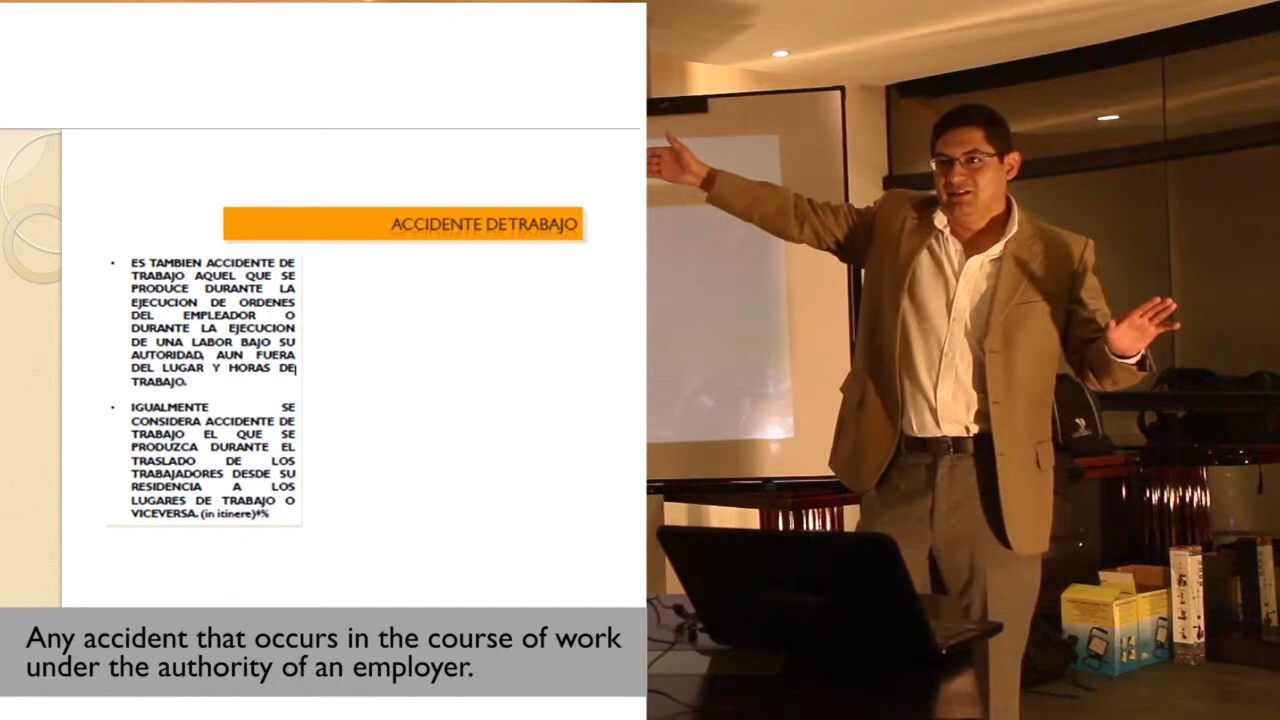 ACCIDENTE DE TRABAJO
• ES TAMBIEN ACCIDENTE DE
TRABAJO AQUEL QUE SE
PRODUCE DURANTE LA
EJECUCION DE ORDENES
DEL EMPLEADOR O
DURANTE LA EJECUCION
DE UNA LABOR BAJO SU
AUTORIDAD, AUN FUERA
DEL LUGAR Y HORAS DE
TRABAJO.
• IGUALMENTE SE
CONSIDERA ACCIDENTE DE
TRABAJO EL QUE SE
PRODUZCA DURANTE EL
TRASLADO DE LOS
TRABAJADORES DESDE SU
RESIDENCIA A LOS
LUGARES DE TRABAJO O
VICEVERSA. (in itinere)*%
Any accident that occurs in the course of work
under the authority of an employer.